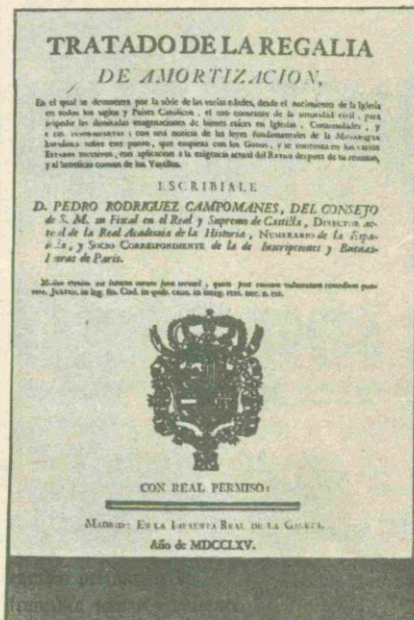 TRATADO DE LA REGALIA
DE AMORTIZACION,
En el qual se demuestra por la série de las varias edades, desde el nacimiento de la Iglesia
en todos los siglos y Países Catolicos, el uso constante de la autoridad civil, para
impedir las ilimitadas enagenaciones de bienes raíces en Iglesias, Comunidades, y
otras; con una noticia de las leyes fundamentales de la Monarquía
Española sobre este punto, que empieza con los Godos, y se continúa en los varios
Estados sucesivos, con aplicacion á la exigencia actual del Reyno despues de su reunion,
y al beneficio comun de los Vasallos.
ESCRIBIALE
D. PEDRO RODRIGUEZ CAMPOMANES, DEL CONSEJO
de S. M. su Fiscal en el Real y Supremo de Castilla, Director ac-
tual de la Real Academia de la Historia, Numerario de la Espa-
ñola, y Socio Correspondiente de la de Inscripciones y Buenas-
Letras de París.
CON REAL PERMISO:
Madrid: En la Imprenta Real de la Gaceta.
Año de MDCCLXV.